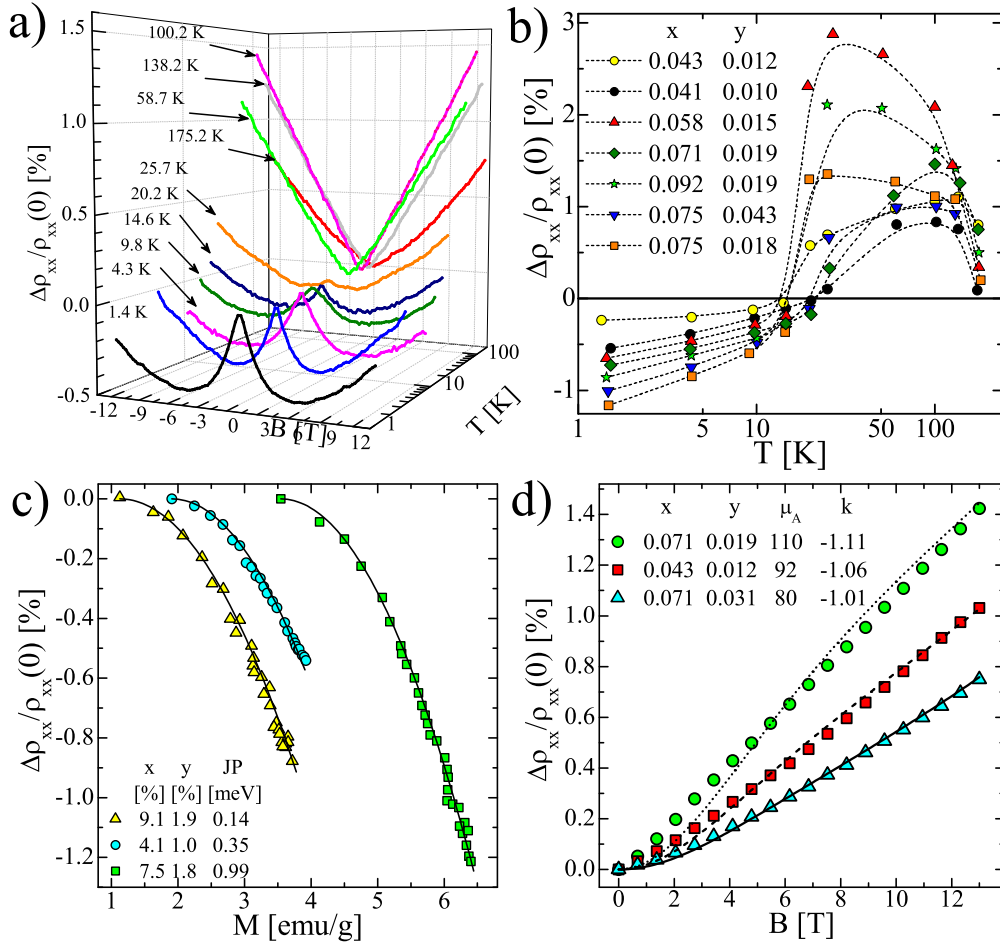 a)
Δρxx/ρxx(0) [%]
1.5
1.0
0.5
0.0
-0.5
100.2 K
138.2 K
58.7 K
175.2 K
25.7 K
20.2 K
14.6 K
9.8 K
4.3 K
1.4 K
-12 -9 -6 -3 0 3 6 9 12
B [T]
1 10 100
T [K]
b)
Δρxx/ρxx(0) [%]
3
2
1
0
-1
x y
0.043 0.012
0.041 0.010
0.058 0.015
0.071 0.019
0.092 0.019
0.075 0.043
0.075 0.018
1 5 10 50 100
T [K]
c)
Δρxx/ρxx(0) [%]
0.0
-0.2
-0.4
-0.6
-0.8
-1.0
-1.2
x y JP
[%] [%] [meV]
9.1 1.9 0.14
4.1 1.0 0.35
7.5 1.8 0.99
1 2 3 4 5 6
M [emu/g]
d)
Δρxx/ρxx(0) [%]
1.4
1.2
1.0
0.8
0.6
0.4
0.2
0.0
x y μA k
0.071 0.019 110 -1.11
0.043 0.012 92 -1.06
0.071 0.031 80 -1.01
0 2 4 6 8 10 12
B [T]